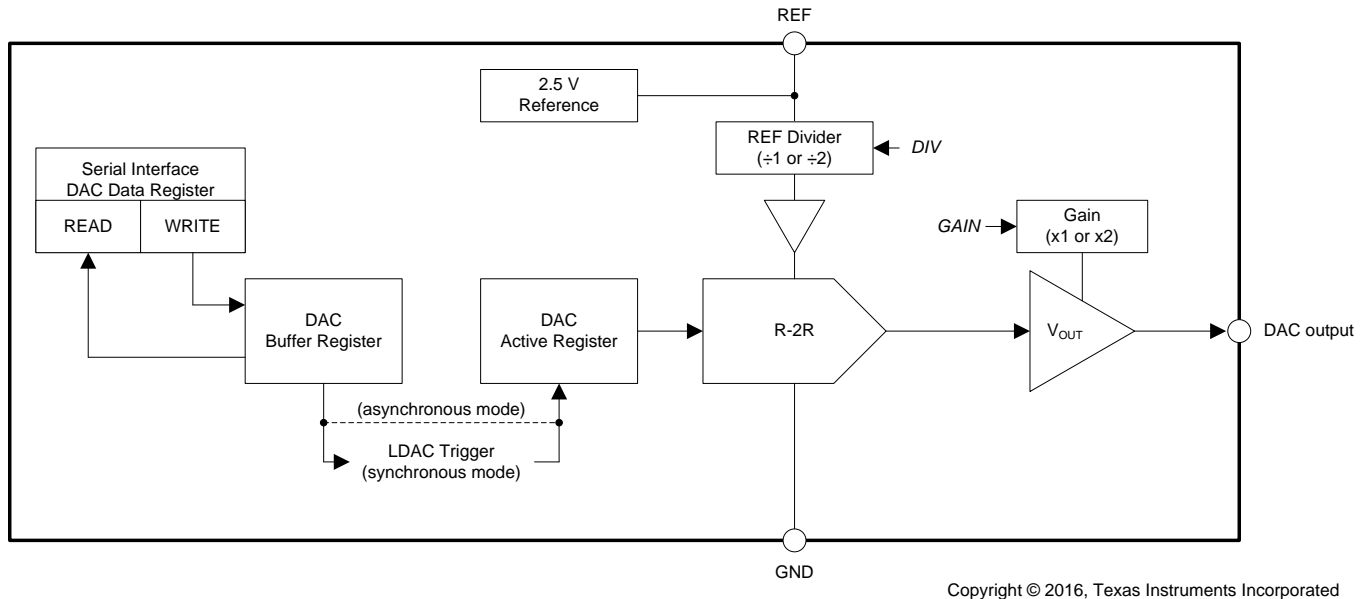 REF
2.5 V
Reference
REF Divider
(÷1 or ÷2)
DIV
Serial Interface
DAC Data Register
READ
WRITE
GAIN
Gain
(x1 or x2)
DAC
Buffer Register
DAC
Active Register
R-2R
VOUT
DAC output
(asynchronous mode)
LDAC Trigger
(synchronous mode)
GND
Copyright © 2016, Texas Instruments Incorporated